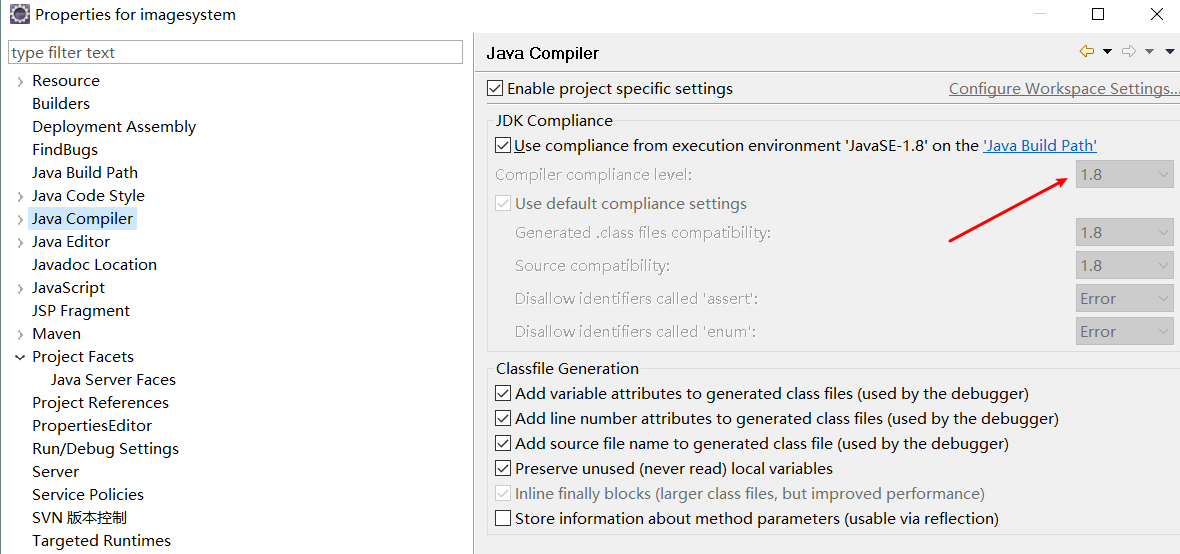 Properties for imagesystem
type filter text
Resource
Builders
Deployment Assembly
FindBugs
Java Build Path
Java Code Style
Java Compiler
Java Editor
Javadoc Location
JavaScript
JSP Fragment
Maven
Project Facets
Java Server Faces
Project References
PropertiesEditor
Run/Debug Settings
Server
Service Policies
SVN 版本控制
Targeted Runtimes
Java Compiler
Enable project specific settings
Configure Workspace Settings...
JDK Compliance
Use compliance from execution environment 'JavaSE-1.8' on the 'Java Build Path'
Compiler compliance level: 1.8
Use default compliance settings
Generated .class files compatibility: 1.8
Source compatibility: 1.8
Disallow identifiers called 'assert': Error
Disallow identifiers called 'enum': Error
Classfile Generation
Add variable attributes to generated class files (used by the debugger)
Add line number attributes to generated class files (used by the debugger)
Add source file name to generated class file (used by the debugger)
Preserve unused (never read) local variables
Inline finally blocks (larger class files, but improved performance)
Store information about method parameters (usable via reflection)